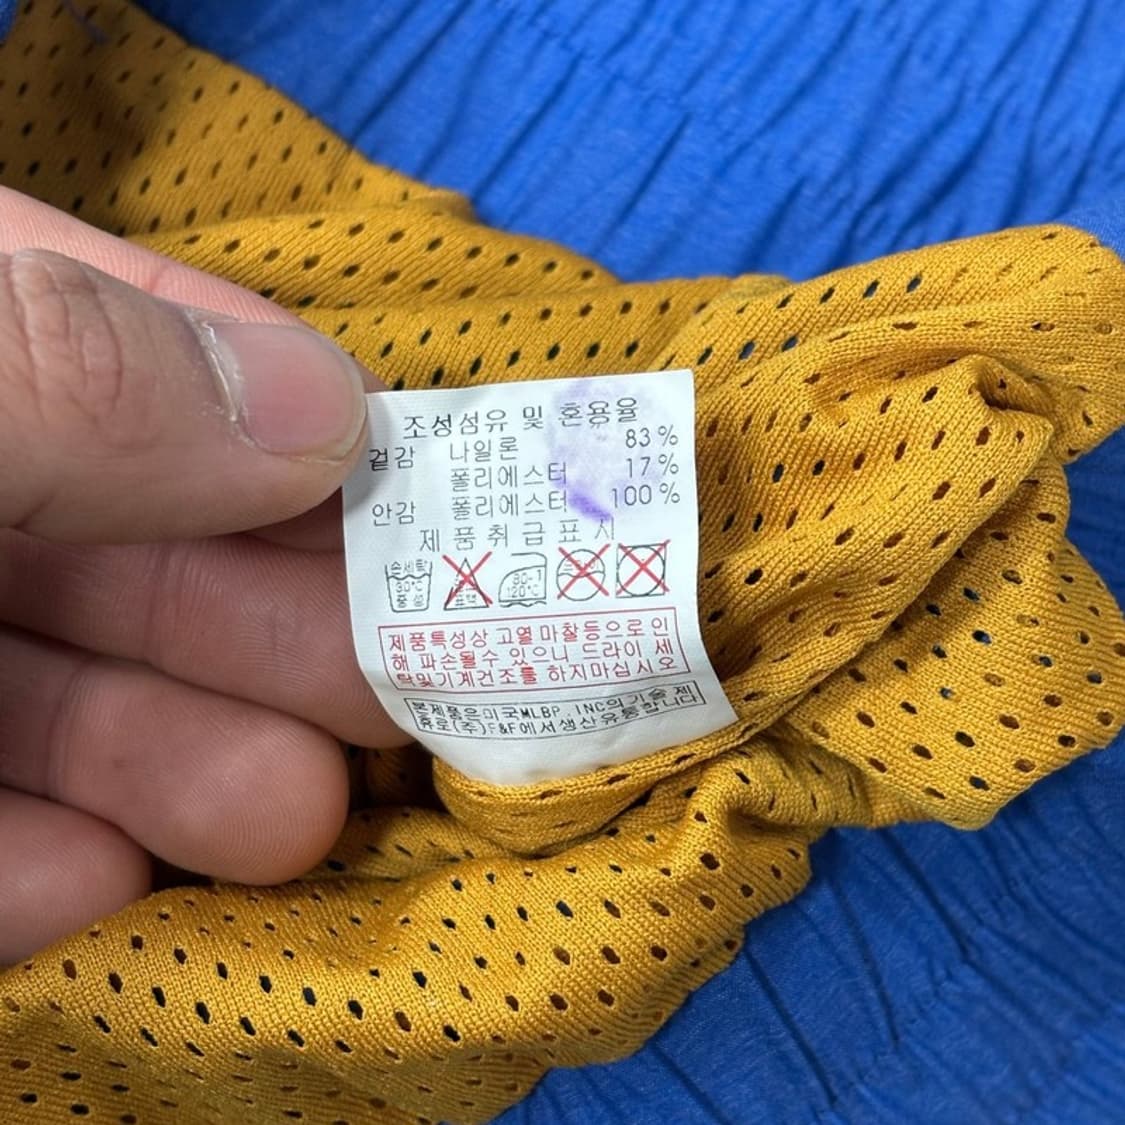 조성섬유 및 혼용율
겉감 나일론 83 %
폴리에스터 17 %
안감 폴리에스터 100 %
제품취급표시
손세탁 30℃ 중성
표백
80-120℃
드라이
제품특성상 고열 마찰등으로 인
해 파손될수 있으니 드라이 세
탁및기계건조를 하지마십시오
본제품은미국MLBP, INC의기술 제
휴로(주)F&F에서생산유통합니다